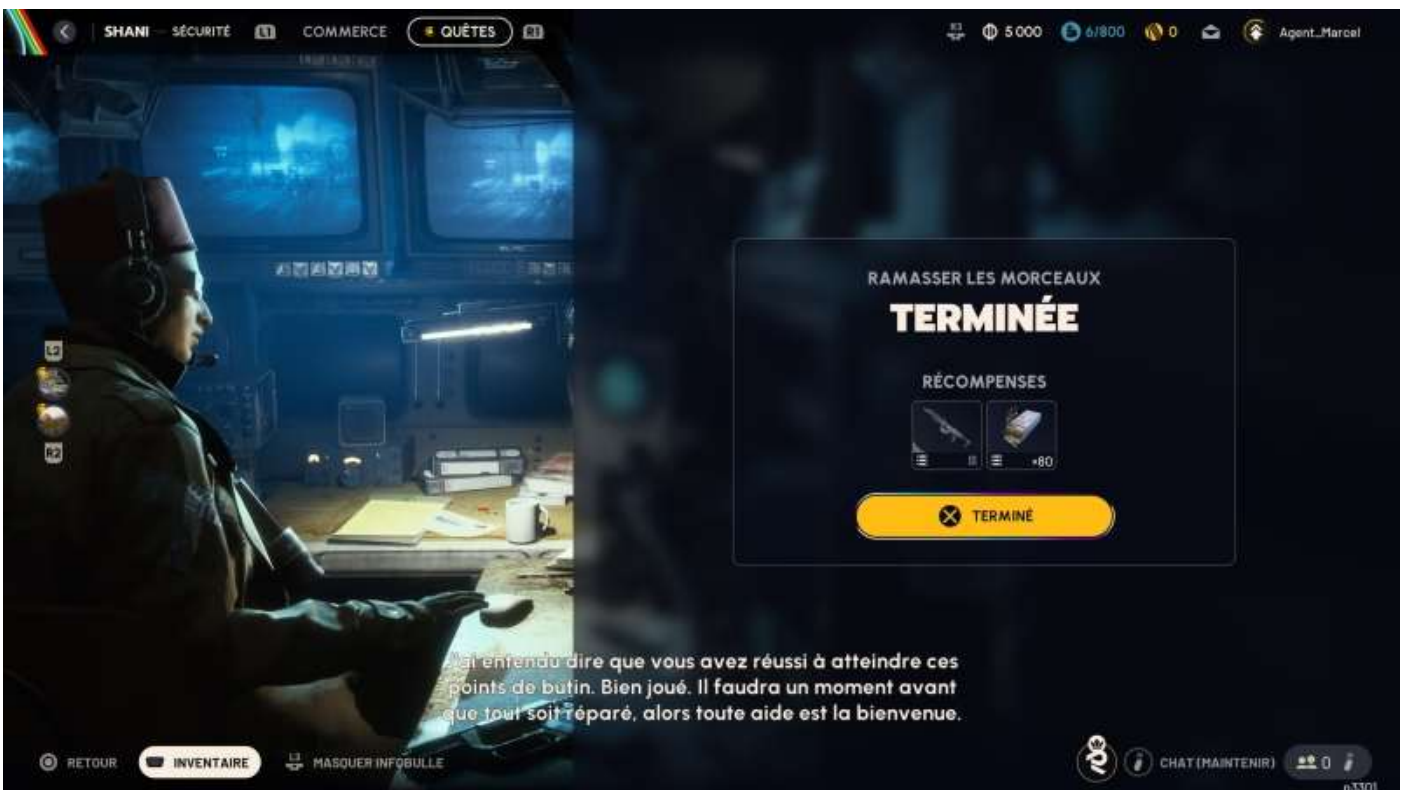 SHANI — SÉCURITÉ L1 COMMERCE QUÊTES R1
R3 5 000 6/800 0 Agent_Marcel
L2
R2
RAMASSER LES MORCEAUX
TERMINÉE
RÉCOMPENSES
×80
TERMINÉ
J'ai entendu dire que vous avez réussi à atteindre ces
points de butin. Bien joué. Il faudra un moment avant
que tout soit réparé, alors toute aide est la bienvenue.
RETOUR INVENTAIRE L3 MASQUER INFOBULLE
CHAT (MAINTENIR) 0